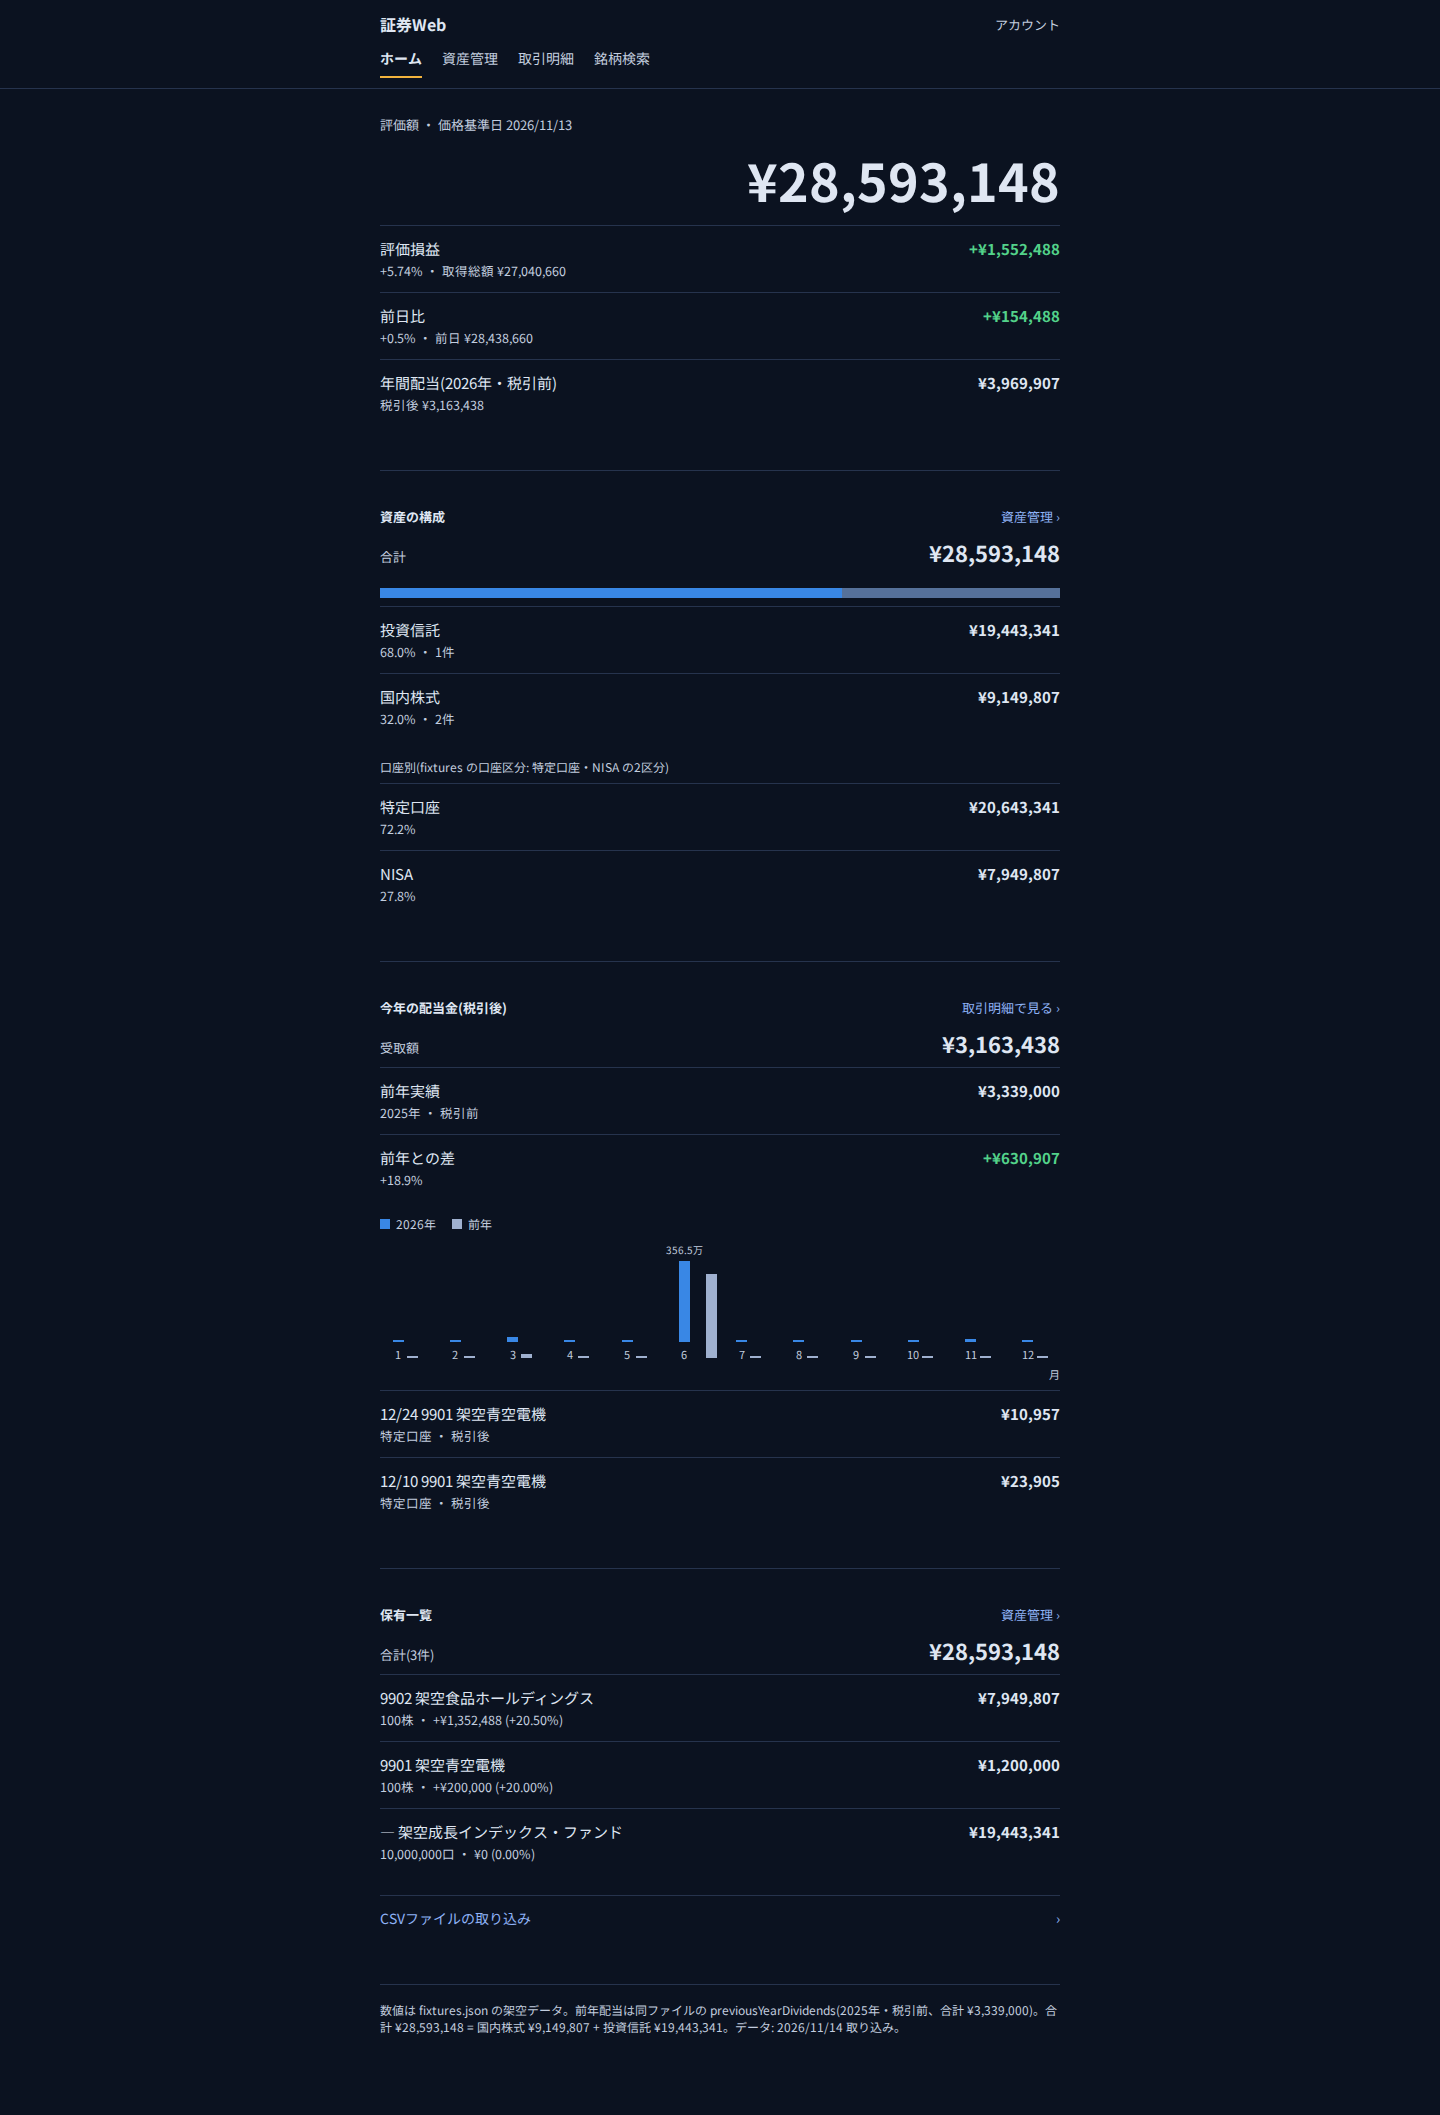 証券Web
アカウント
ホーム 資産管理 取引明細 銘柄検索
評価額 ・ 価格基準日 2026/11/13
¥28,593,148
評価損益 +¥1,552,488
+5.74% ・ 取得総額 ¥27,040,660
前日比 +¥154,488
+0.5% ・ 前日 ¥28,438,660
年間配当(2026年・税引前) ¥3,969,907
税引後 ¥3,163,438
資産の構成 資産管理 ›
合計 ¥28,593,148
投資信託 ¥19,443,341
68.0% ・ 1件
国内株式 ¥9,149,807
32.0% ・ 2件
口座別(fixtures の口座区分: 特定口座・NISA の2区分)
特定口座 ¥20,643,341
72.2%
NISA ¥7,949,807
27.8%
今年の配当金(税引後) 取引明細で見る ›
受取額 ¥3,163,438
前年実績 ¥3,339,000
2025年 ・ 税引前
前年との差 +¥630,907
+18.9%
2026年 前年
356.5万
1 2 3 4 5 6 7 8 9 10 11 12
月
12/24 9901 架空青空電機 ¥10,957
特定口座 ・ 税引後
12/10 9901 架空青空電機 ¥23,905
特定口座 ・ 税引後
保有一覧 資産管理 ›
合計(3件) ¥28,593,148
9902 架空食品ホールディングス ¥7,949,807
100株 ・ +¥1,352,488 (+20.50%)
9901 架空青空電機 ¥1,200,000
100株 ・ +¥200,000 (+20.00%)
— 架空成長インデックス・ファンド ¥19,443,341
10,000,000口 ・ ¥0 (0.00%)
CSVファイルの取り込み ›
数値は fixtures.json の架空データ。前年配当は同ファイルの previousYearDividends(2025年・税引前、合計 ¥3,339,000)。合
計 ¥28,593,148 = 国内株式 ¥9,149,807 + 投資信託 ¥19,443,341。データ: 2026/11/14 取り込み。